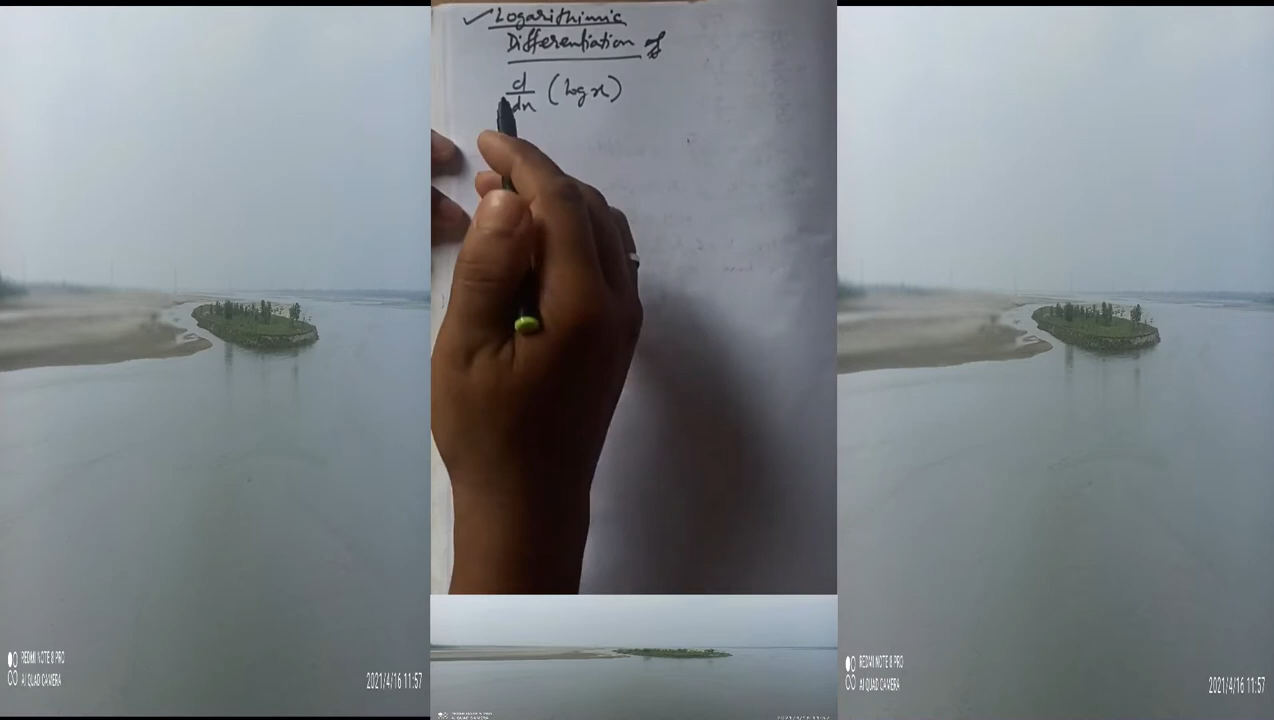 ✓ Logarithmic
Differentiation of
d/dx (log x)
REDMI NOTE 8 PRO
AI QUAD CAMERA
2021/4/16 11:57
REDMI NOTE 8 PRO
AI QUAD CAMERA
2021/4/16 11:57